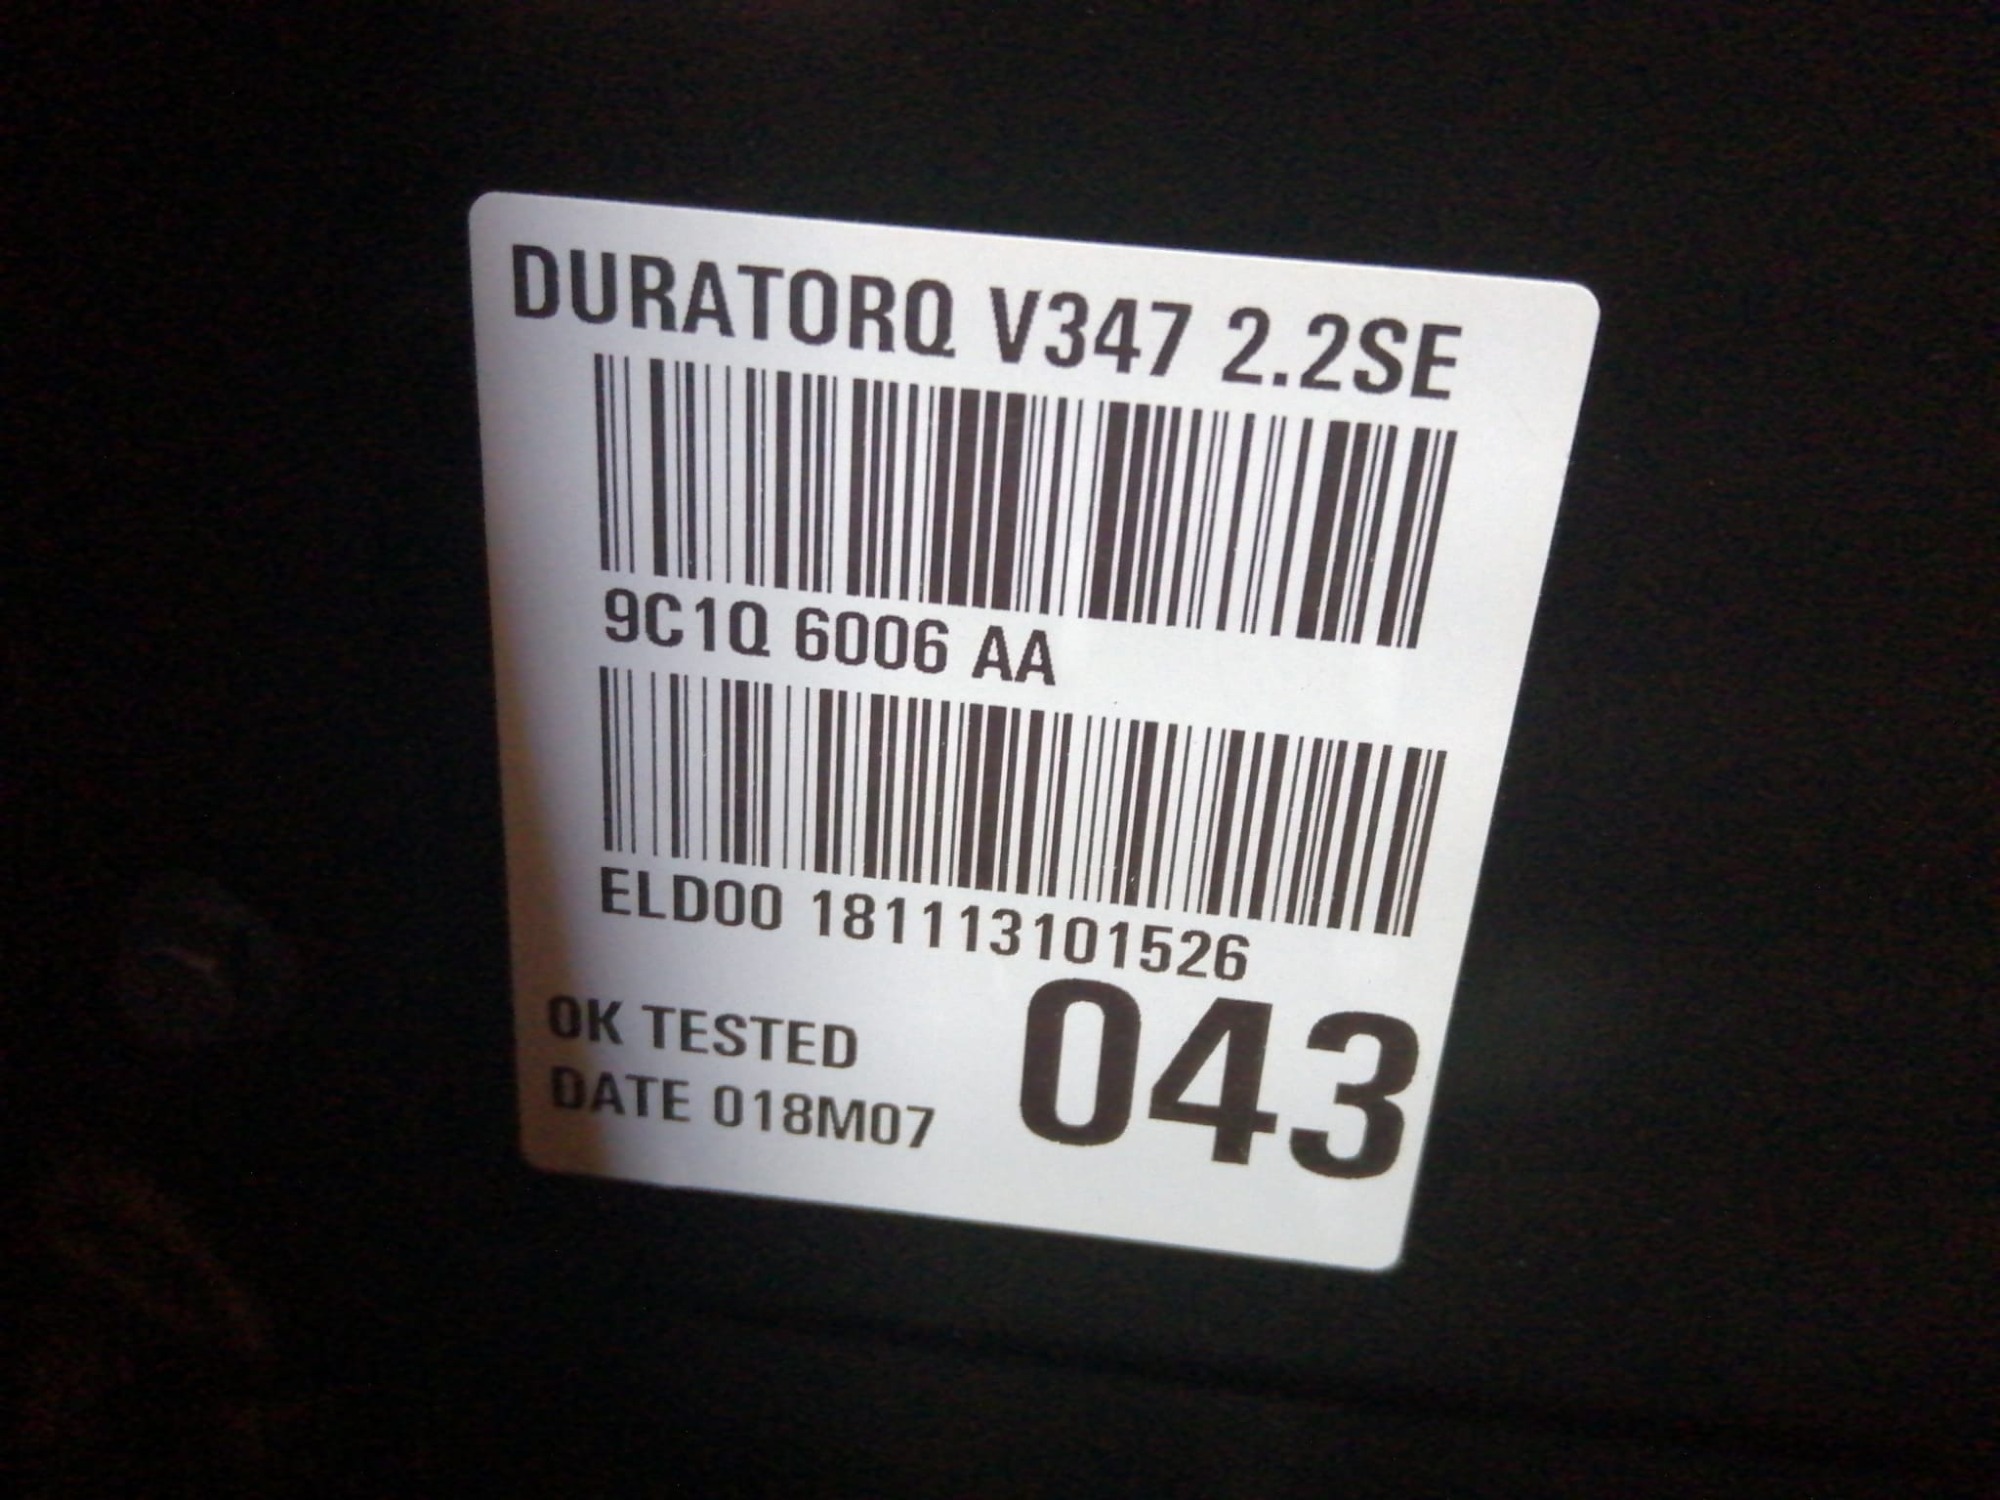 DURATORQ V347 2.2SE
9C1Q 6006 AA
ELD00 181113101526
OK TESTED
DATE 018M07
043